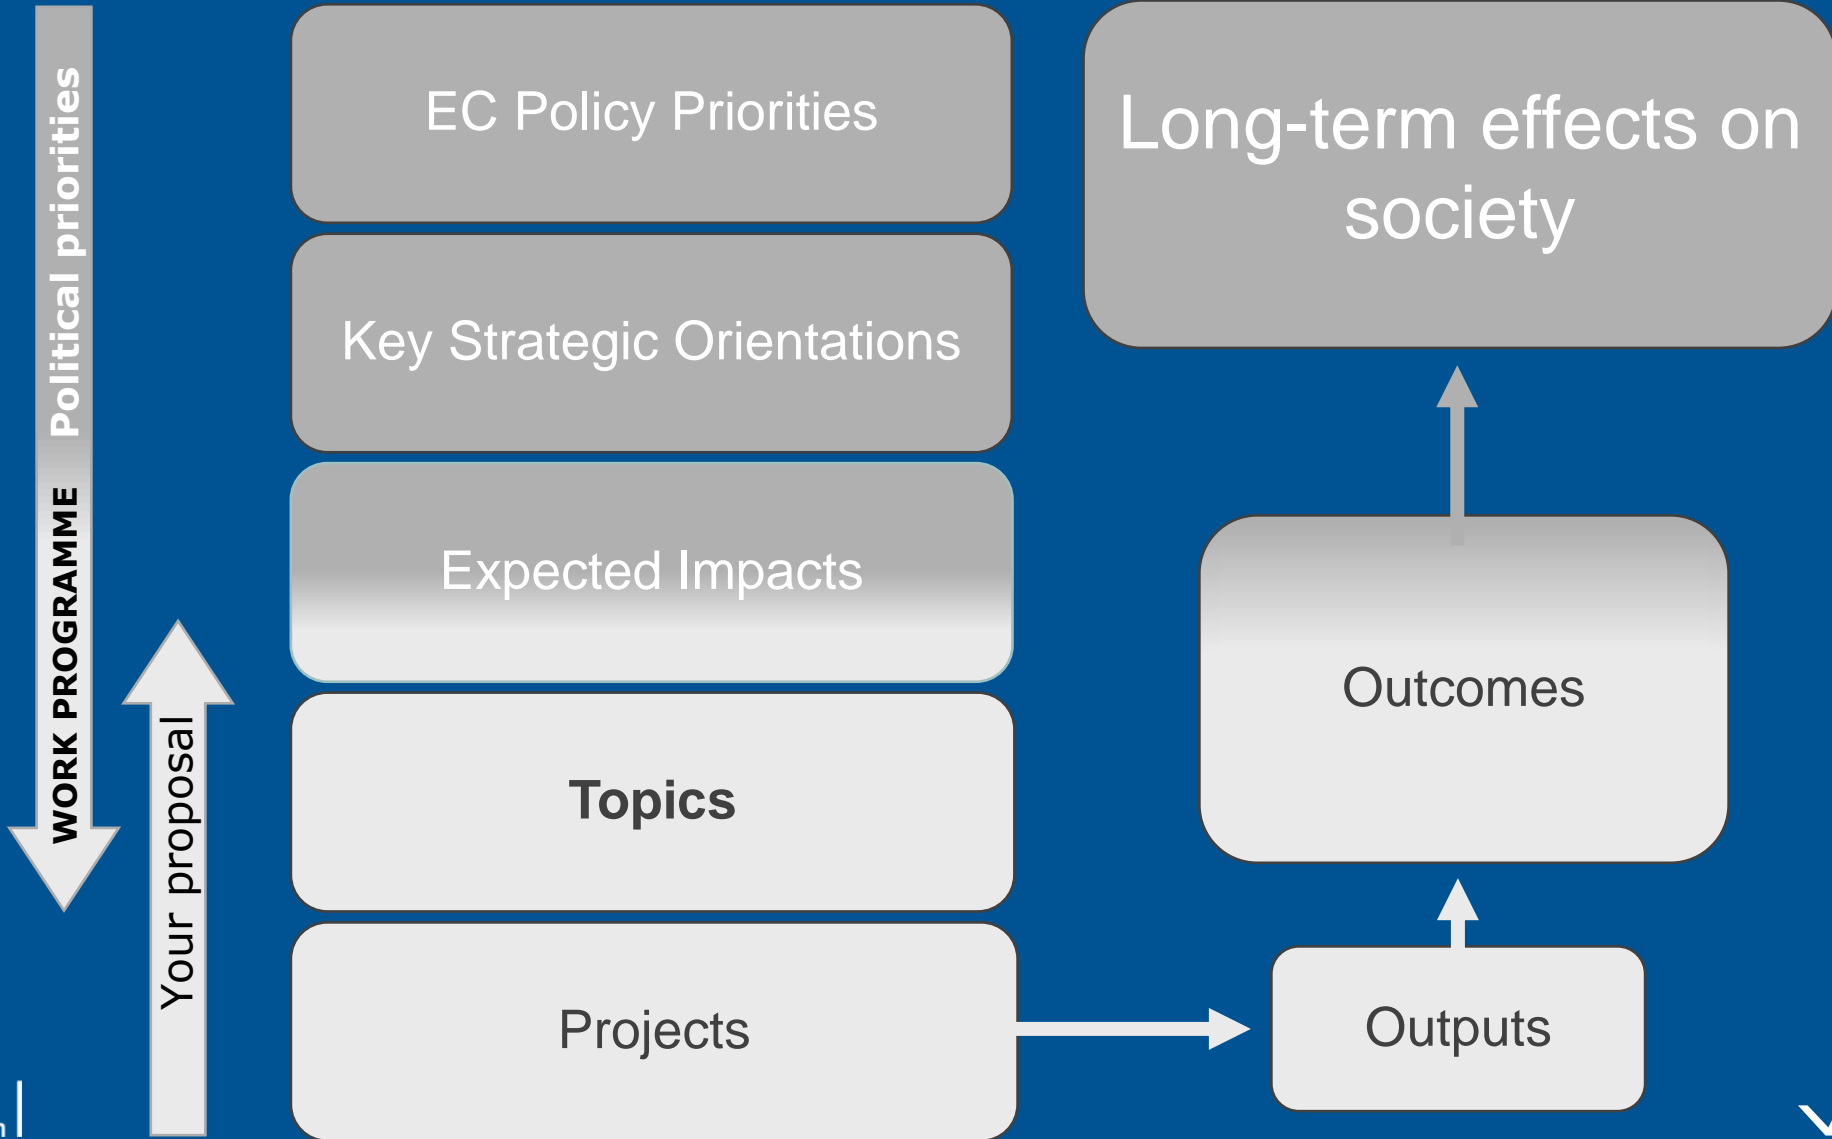 Political priorities
WORK PROGRAMME
Your proposal
EC Policy Priorities
Key Strategic Orientations
Expected Impacts
Topics
Projects
Long-term effects on
society
Outcomes
Outputs